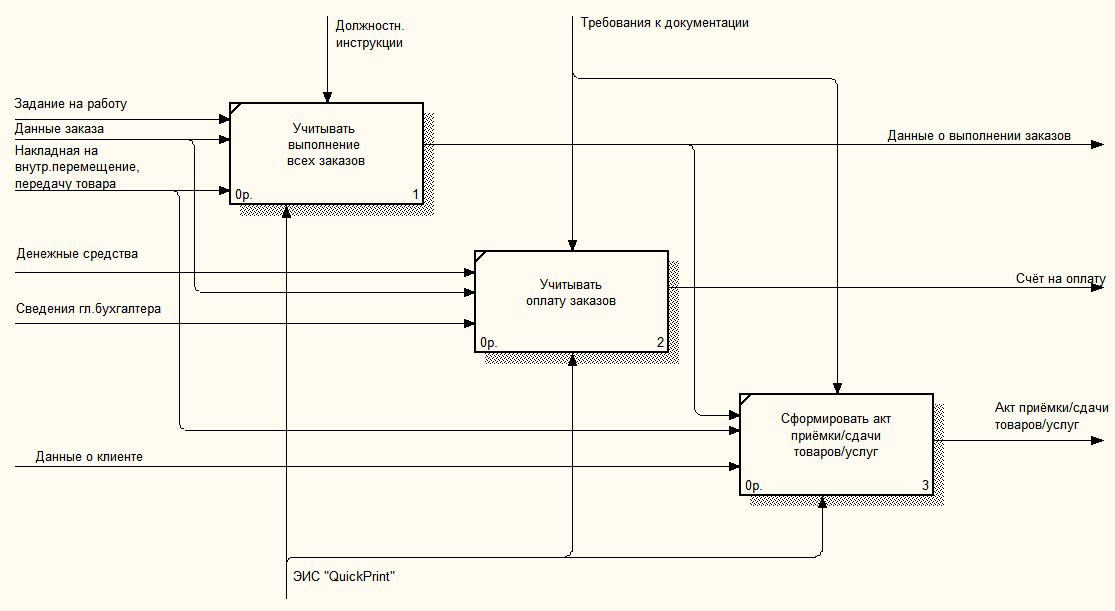 Должностн.
инструкции
Требования к документации
Задание на работу
Данные заказа
Накладная на
внутр.перемещение,
передачу товара
Учитывать
выполнение
всех заказов
0р.
1
Данные о выполнении заказов
Денежные средства
Сведения гл.бухгалтера
Учитывать
оплату заказов
0р.
2
Счёт на оплату
Данные о клиенте
Сформировать акт
приёмки/сдачи
товаров/услуг
0р.
3
Акт приёмки/сдачи
товаров/услуг
ЭИС "QuickPrint"